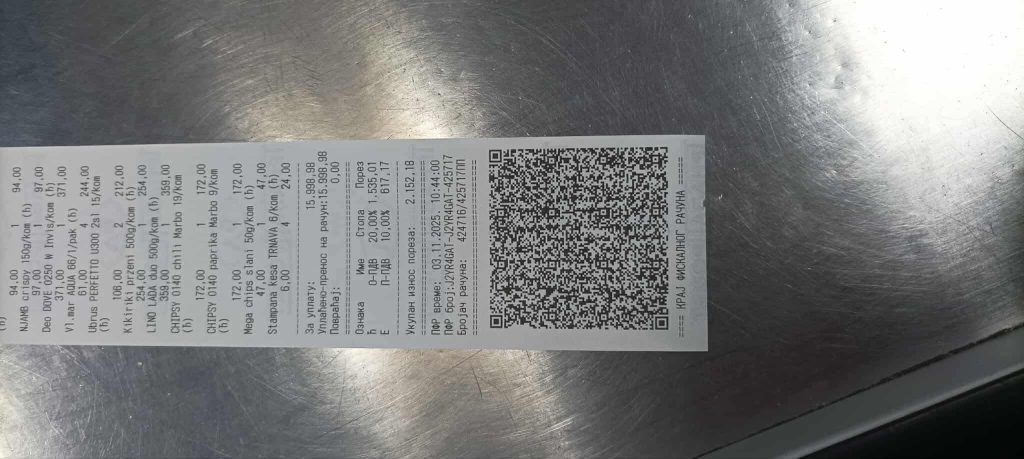 (ћ)
94,00 1 94,00
NJAMB crispy 150g/kom (ћ)
97,00 1 97,00
Deo DOVE 0250 W Invis/kom (ћ)
371,00 1 371,00
Vl.mar AQUA 86/1/pak (ћ)
61,00 4 244,00
Ubrus PERFETTO U300 2sl 15/kom
(ћ)
106,00 2 212,00
Kikiriki przeni 500g/kom (ћ)
254,00 1 254,00
LINO LADA duo 500g/kom (ћ)
359,00 1 359,00
CHIPSY 0140 chili Marbo 19/kom
(ћ)
172,00 1 172,00
CHIPSY 0140 paprika Marbo 9/kom
(ћ)
172,00 1 172,00
Mega chips slani 50g/kom (ћ)
47,00 1 47,00
Stampana kesa TRNAVA 6/kom (ћ)
6,00 4 24,00
За уплату: 15.998,98
Уплаћено-пренос на рачун:15.998,98
Повраћај: 0,00
Ознака Име Стопа Порез
ћ О-ПДВ 20,00% 1.535,01
Е П-ПДВ 10,00% 617,17
Укупан износ пореза: 2.152,18
ПФР време: 03.11.2025. 10:44:00
ПФР број:J2YR4GAT-J2YR4GAT-425717
Бројач рачуна: 424716/425717ПП
==== КРАЈ ФИСКАЛНОГ РАЧУНА ====